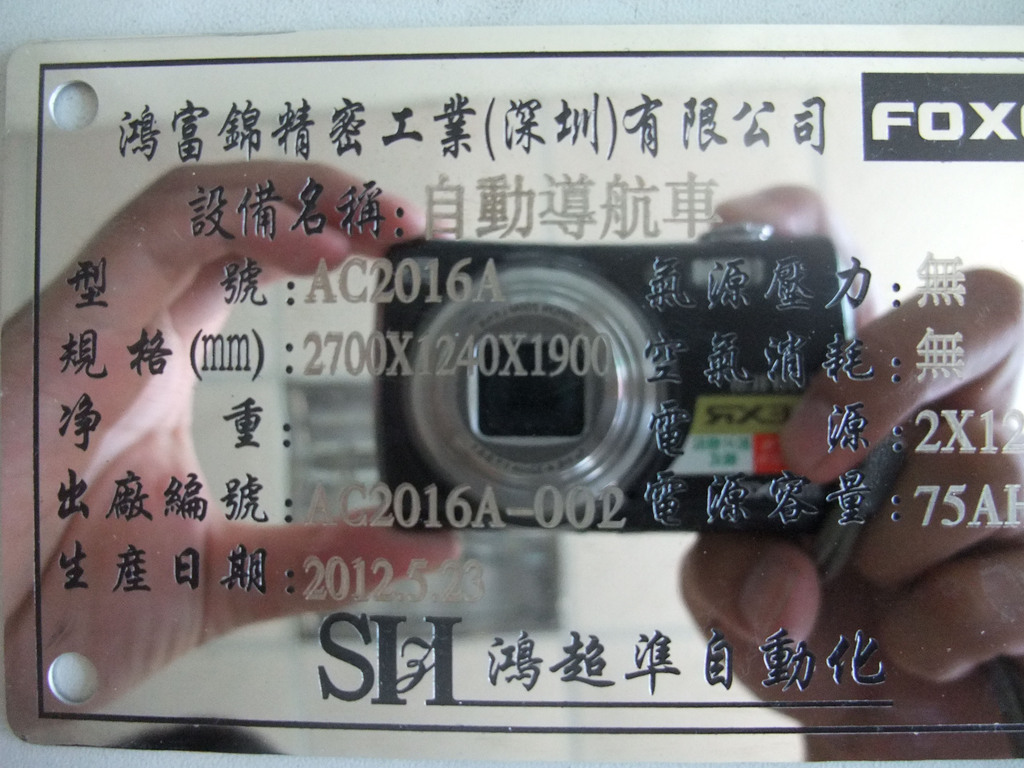 鴻富錦精密工業(深圳)有限公司 FOX
設備名稱:自動導航車
型號:AC2016A 氣源壓力:無
規格(mm):2700X1240X1900 空氣消耗:無
净重: 電源:2X12
出廠編號:AC2016A-002 電源容量:75AH
生産日期:2012.5.23
SH 鴻超準自動化